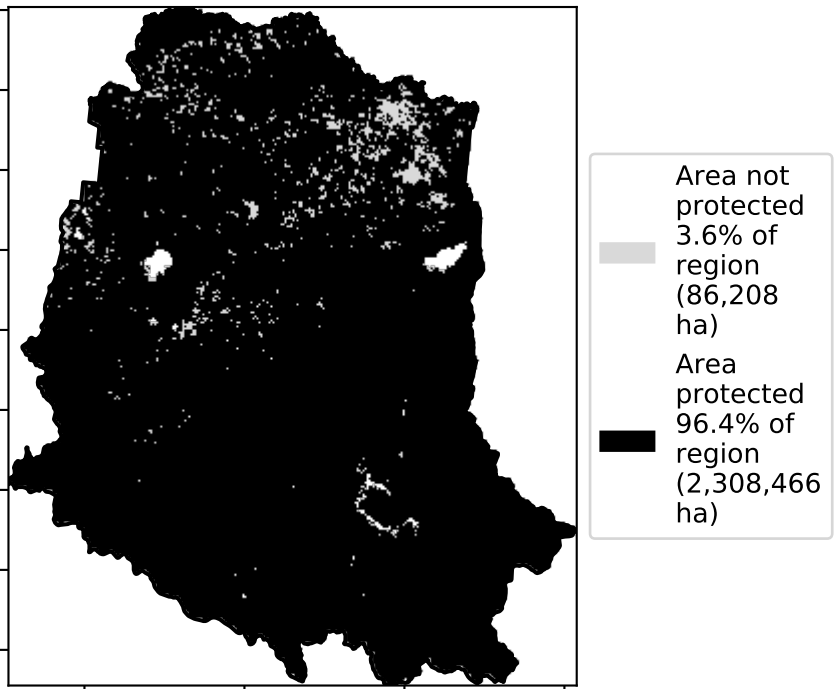 Area not
protected
3.6% of
region
(86,208
ha)
Area
protected
96.4% of
region
(2,308,466
ha)